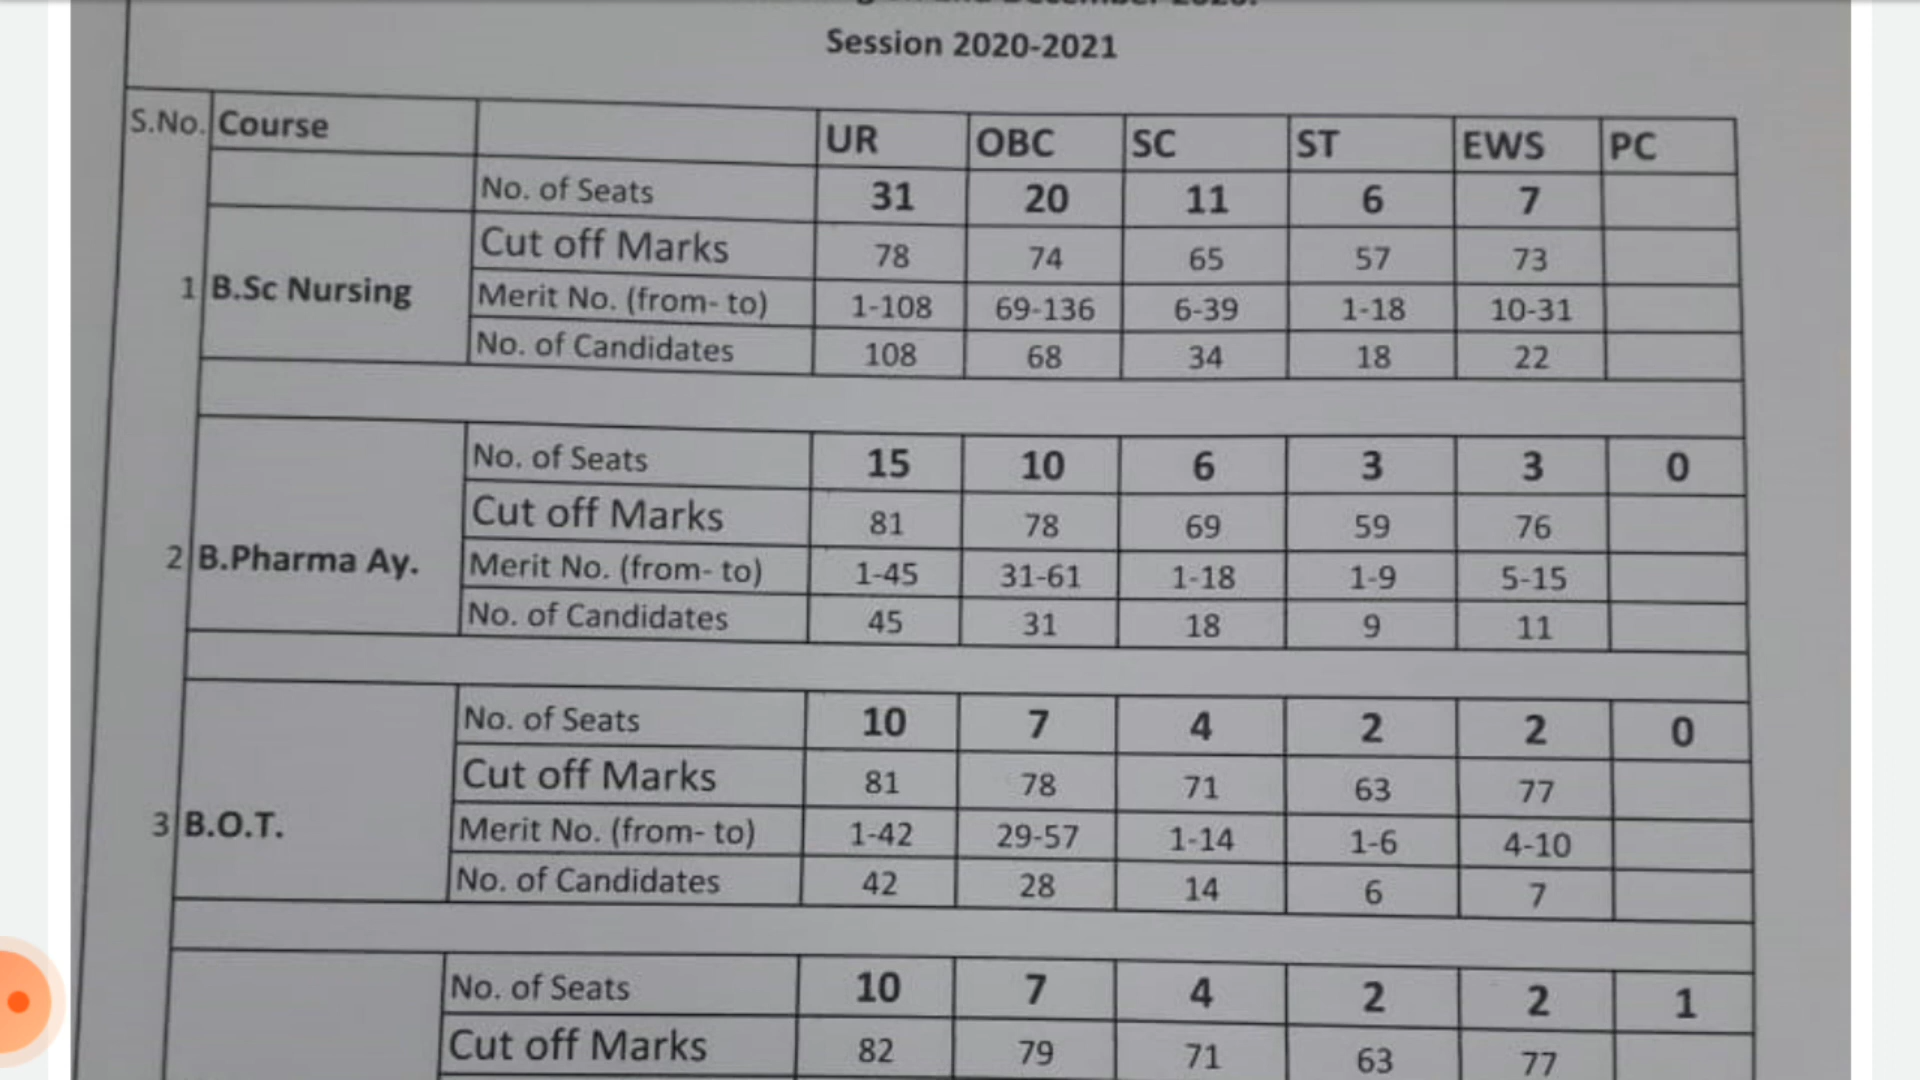 Session 2020-2021
S.No. Course UR OBC SC ST EWS PC
No. of Seats 31 20 11 6 7
Cut off Marks 78 74 65 57 73
1 B.Sc Nursing Merit No. (from- to) 1-108 69-136 6-39 1-18 10-31
No. of Candidates 108 68 34 18 22
No. of Seats 15 10 6 3 3 0
Cut off Marks 81 78 69 59 76
2 B.Pharma Ay. Merit No. (from- to) 1-45 31-61 1-18 1-9 5-15
No. of Candidates 45 31 18 9 11
No. of Seats 10 7 4 2 2 0
Cut off Marks 81 78 71 63 77
3 B.O.T. Merit No. (from- to) 1-42 29-57 1-14 1-6 4-10
No. of Candidates 42 28 14 6 7
No. of Seats 10 7 4 2 2 1
Cut off Marks 82 79 71 63 77